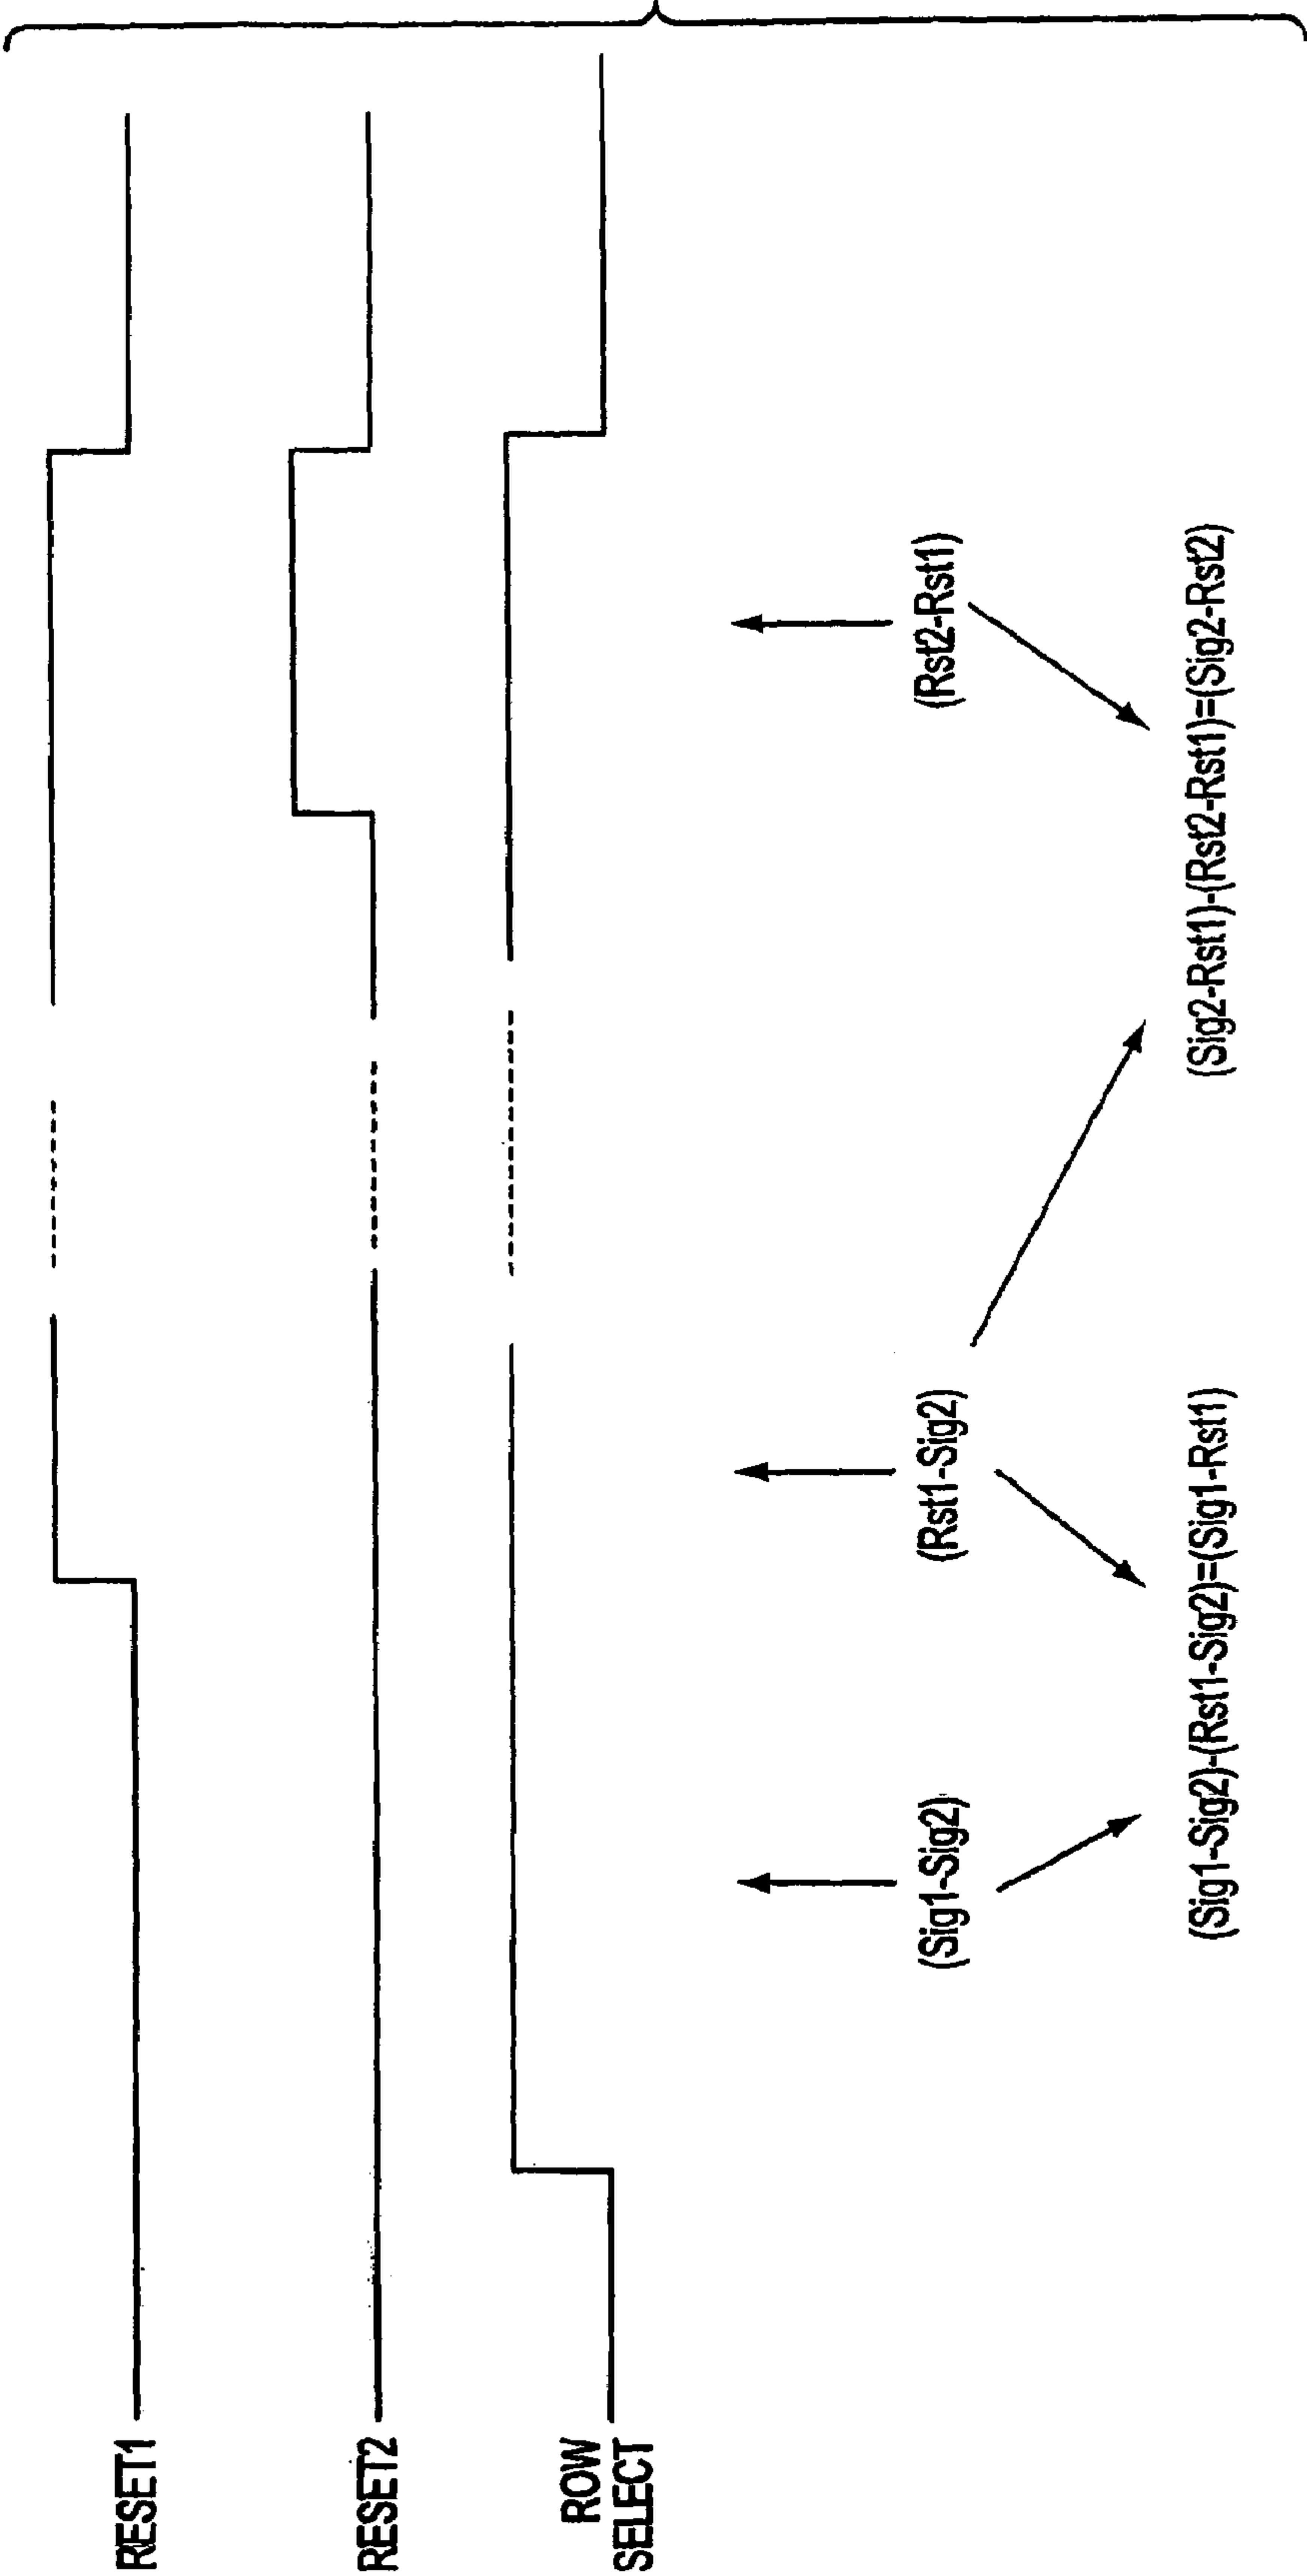 RESET1
RESET2
ROW
SELECT
(Sig1-Sig2)
(Rst1-Sig2)
(Rst2-Rst1)
(Sig1-Sig2)-(Rst1-Sig2)=(Sig1-Rst1)
(Sig2-Rst1)-(Rst2-Rst1)=(Sig2-Rst2)